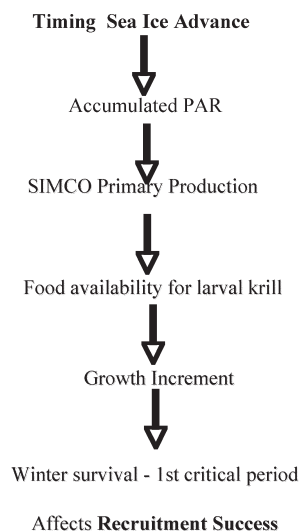 Timing Sea Ice Advance
Accumulated PAR
SIMCO Primary Production
Food availability for larval krill
Growth Increment
Winter survival - 1st critical period
Affects Recruitment Success